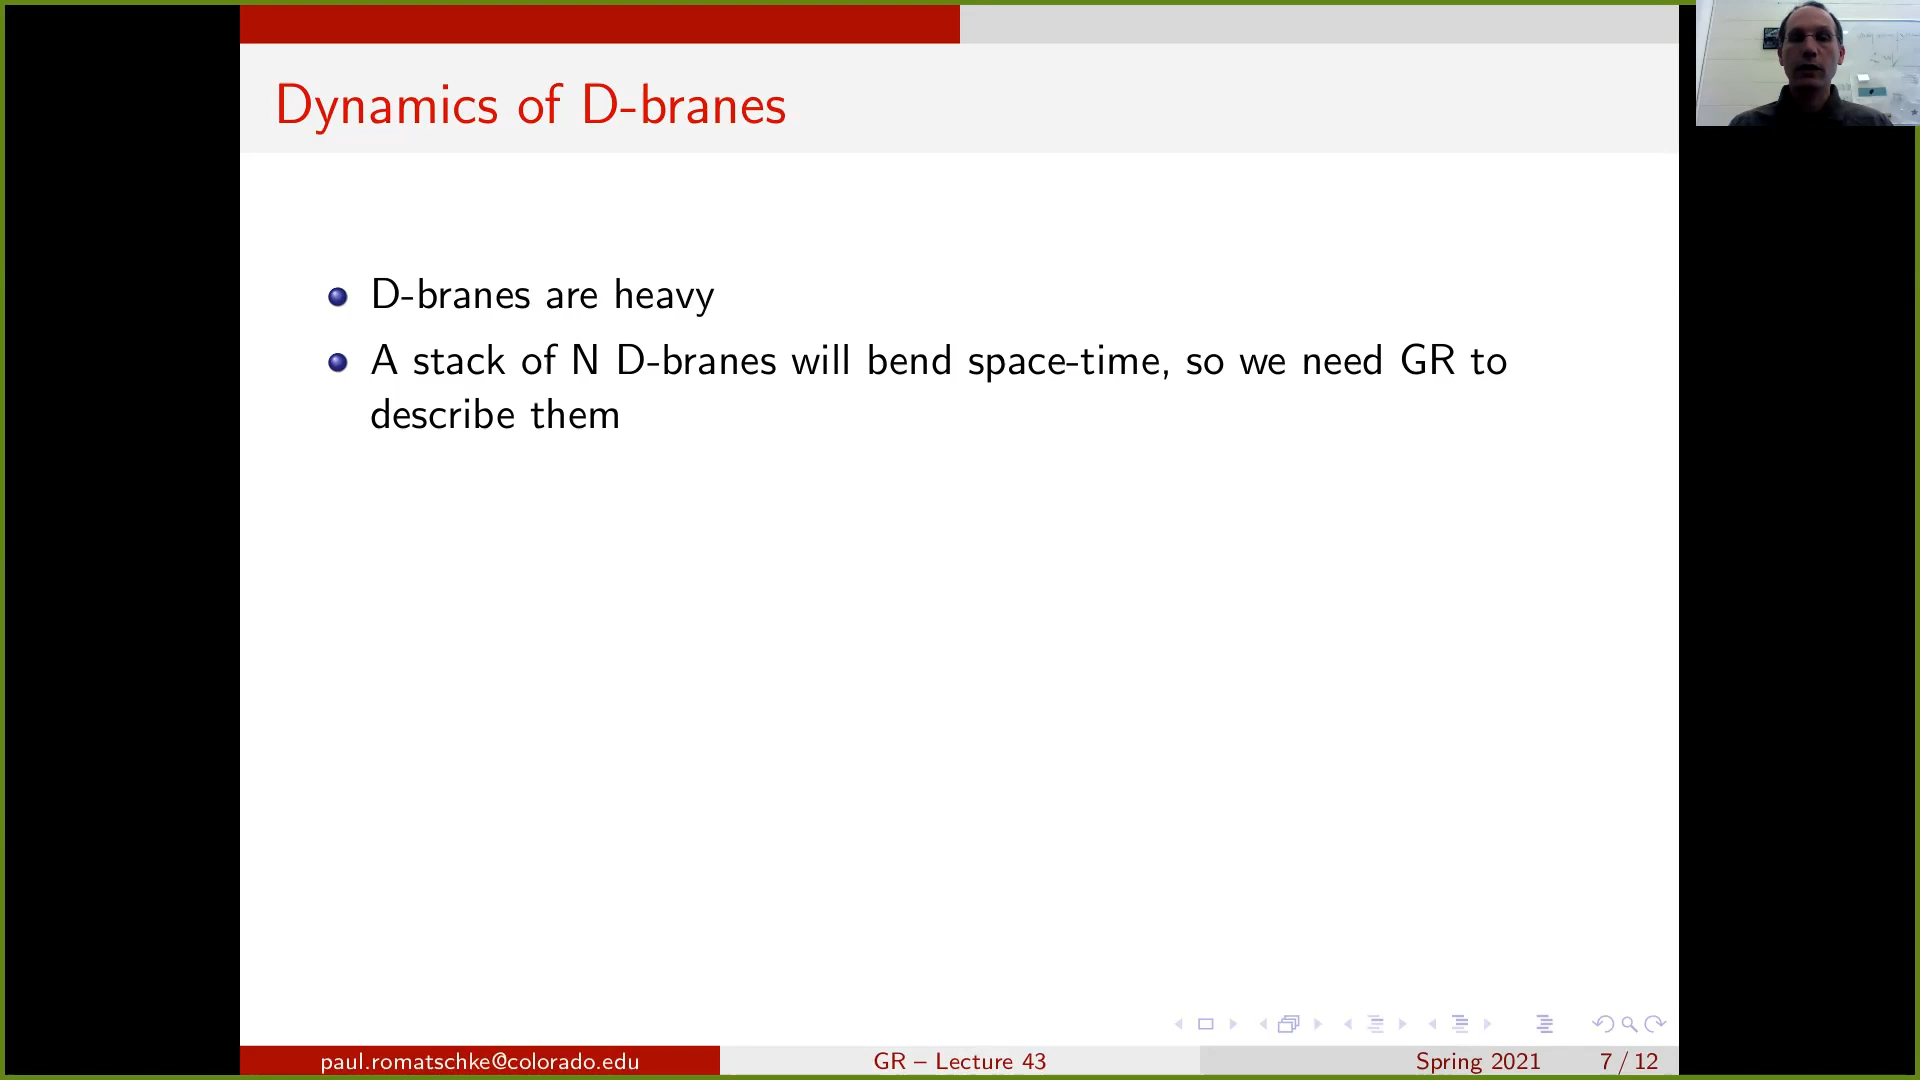 Dynamics of D-branes
D-branes are heavy
A stack of N D-branes will bend space-time, so we need GR to
describe them
paul.romatschke@colorado.edu
GR – Lecture 43
Spring 2021
7 / 12